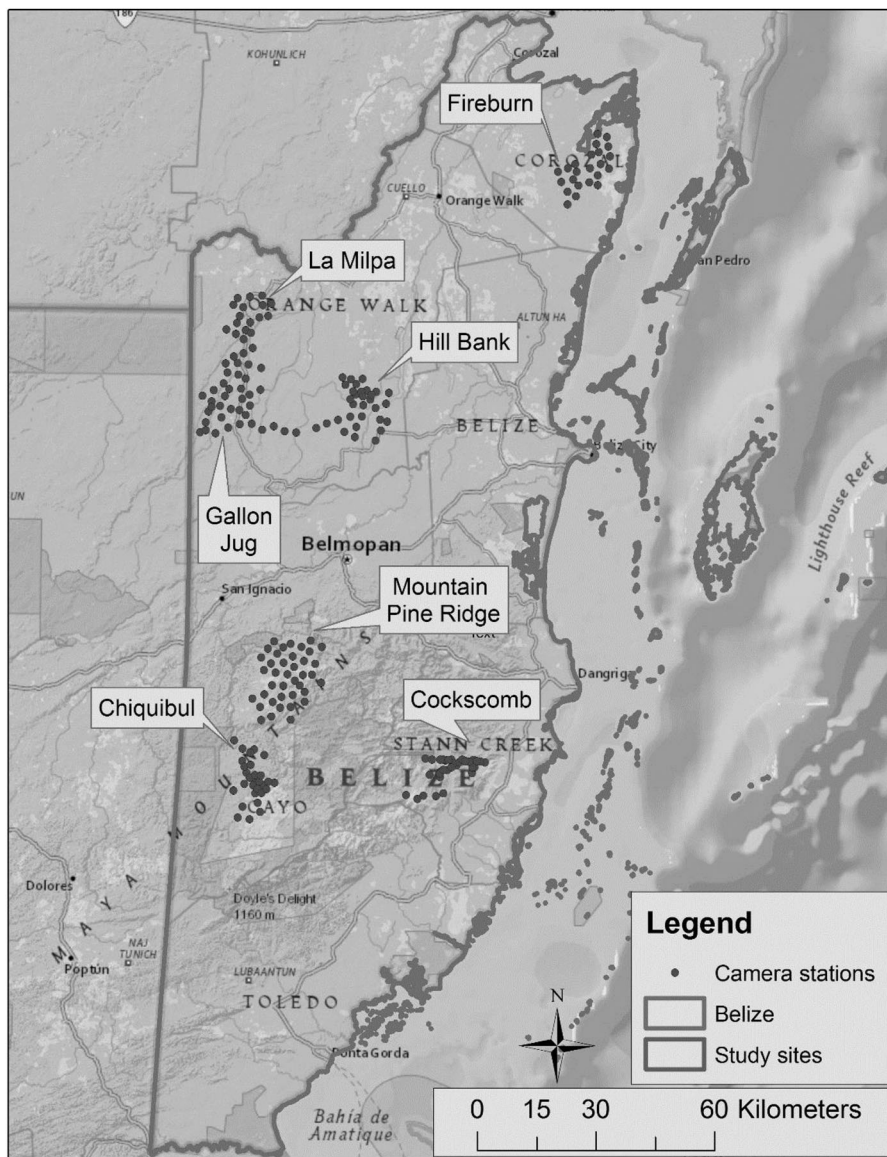 186
KOHUNLICH
Corozal
Fireburn
COROZAL
CUELLO
Orange Walk
La Milpa
ORANGE WALK
San Pedro
ALTUN HA
Hill Bank
BELIZE
Belize City
UN
Gallon
Jug
Belmopan
Lighthouse Reef
San Ignacio
Mountain
Pine Ridge
Dangriga
Chiquibul
Cockscomb
STANN CREEK
BELIZE
CAYO
MAYA MOUNTAINS
Dolores
Doyle's Delight
1160 m
NAJ
TUNICH
Poptún
LUBAANTUN
TOLEDO
Punta Gorda
Bahía de
Amatique
Legend
Camera stations
Belize
Study sites
N
0 15 30 60 Kilometers